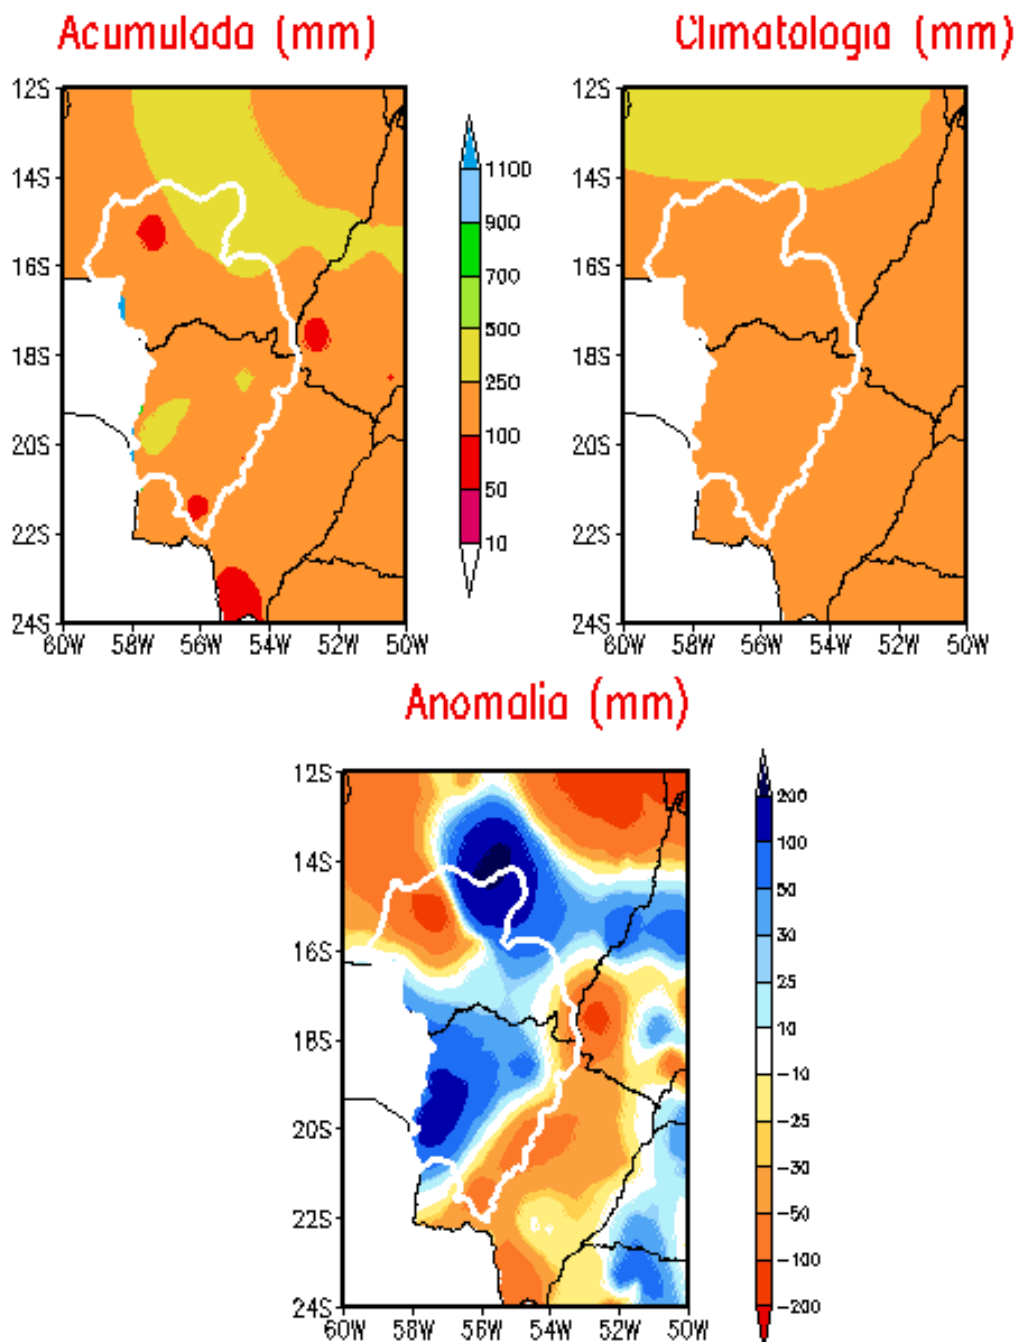 Acumulada (mm)
Climatologia (mm)
12S
14S
16S
18S
20S
22S
24S
60W 58W 56W 54W 52W 50W
1100
900
700
500
250
100
50
10
12S
14S
16S
18S
20S
22S
24S
60W 58W 56W 54W 52W 50W
Anomalia (mm)
12S
14S
16S
18S
20S
22S
24S
60W 58W 56W 54W 52W 50W
200
100
50
30
25
10
-10
-25
-30
-50
-100
-200